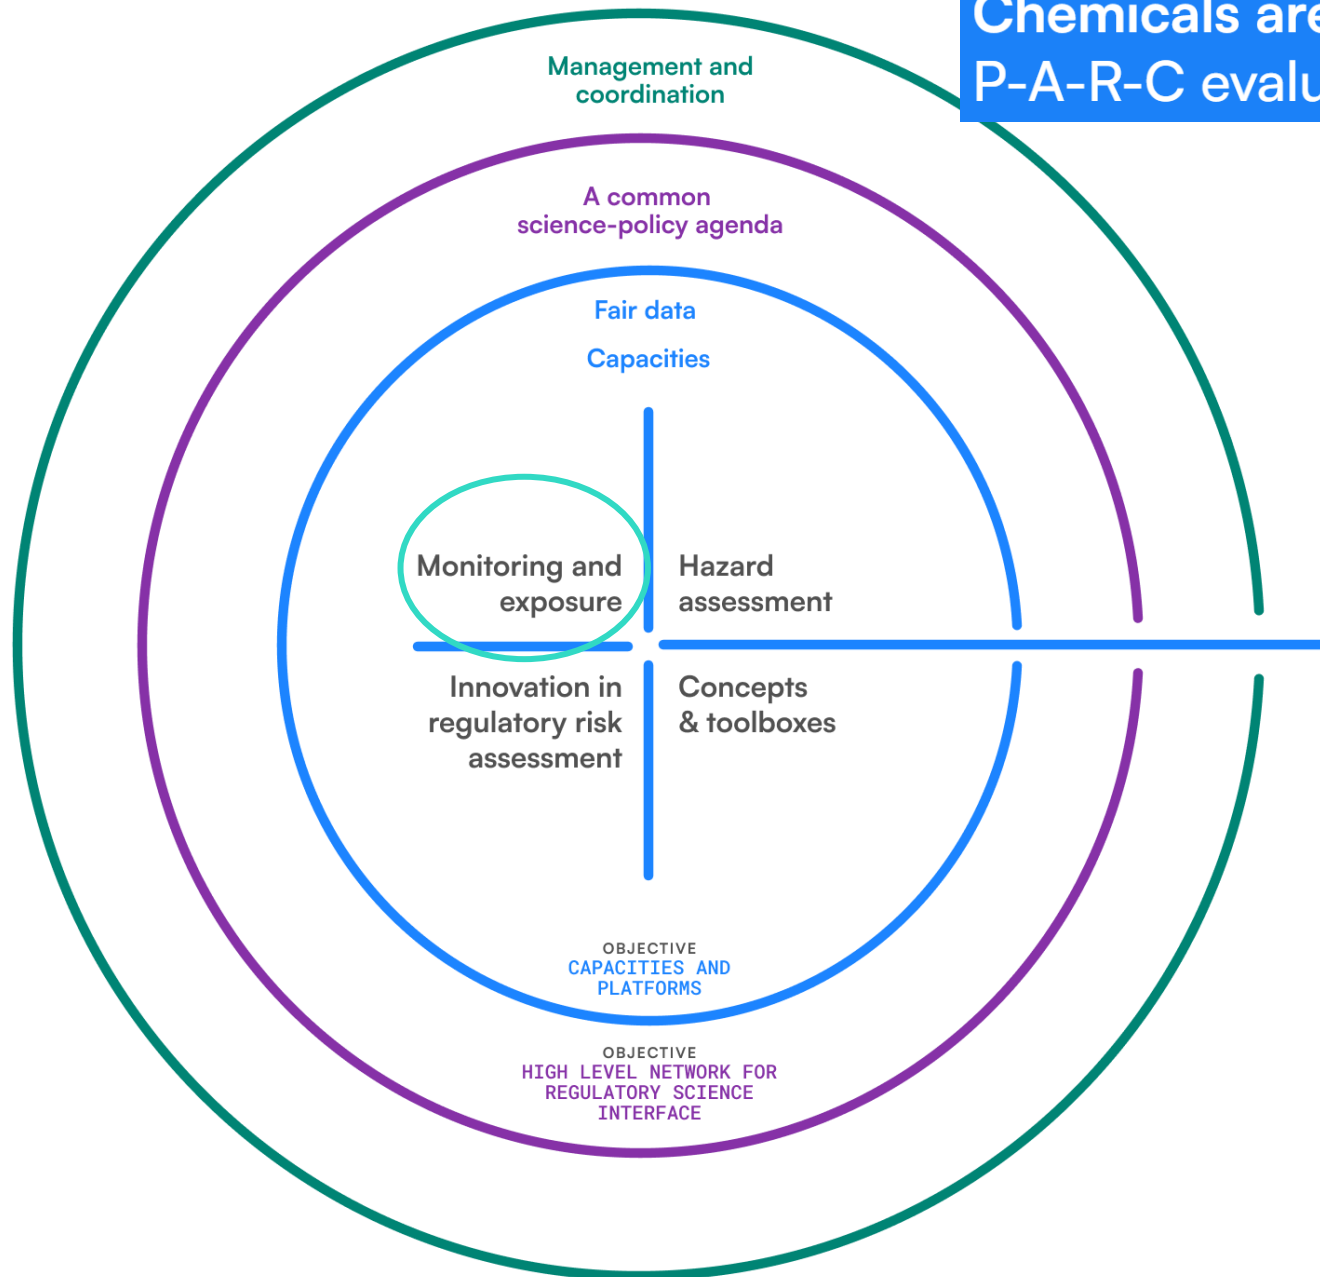 Chemicals are
P-A-R-C evalu
Management and
coordination
A common
science-policy agenda
Fair data
Capacities
Monitoring and
exposure
Hazard
assessment
Innovation in
regulatory risk
assessment
Concepts
& toolboxes
OBJECTIVE
CAPACITIES AND
PLATFORMS
OBJECTIVE
HIGH LEVEL NETWORK FOR
REGULATORY SCIENCE
INTERFACE